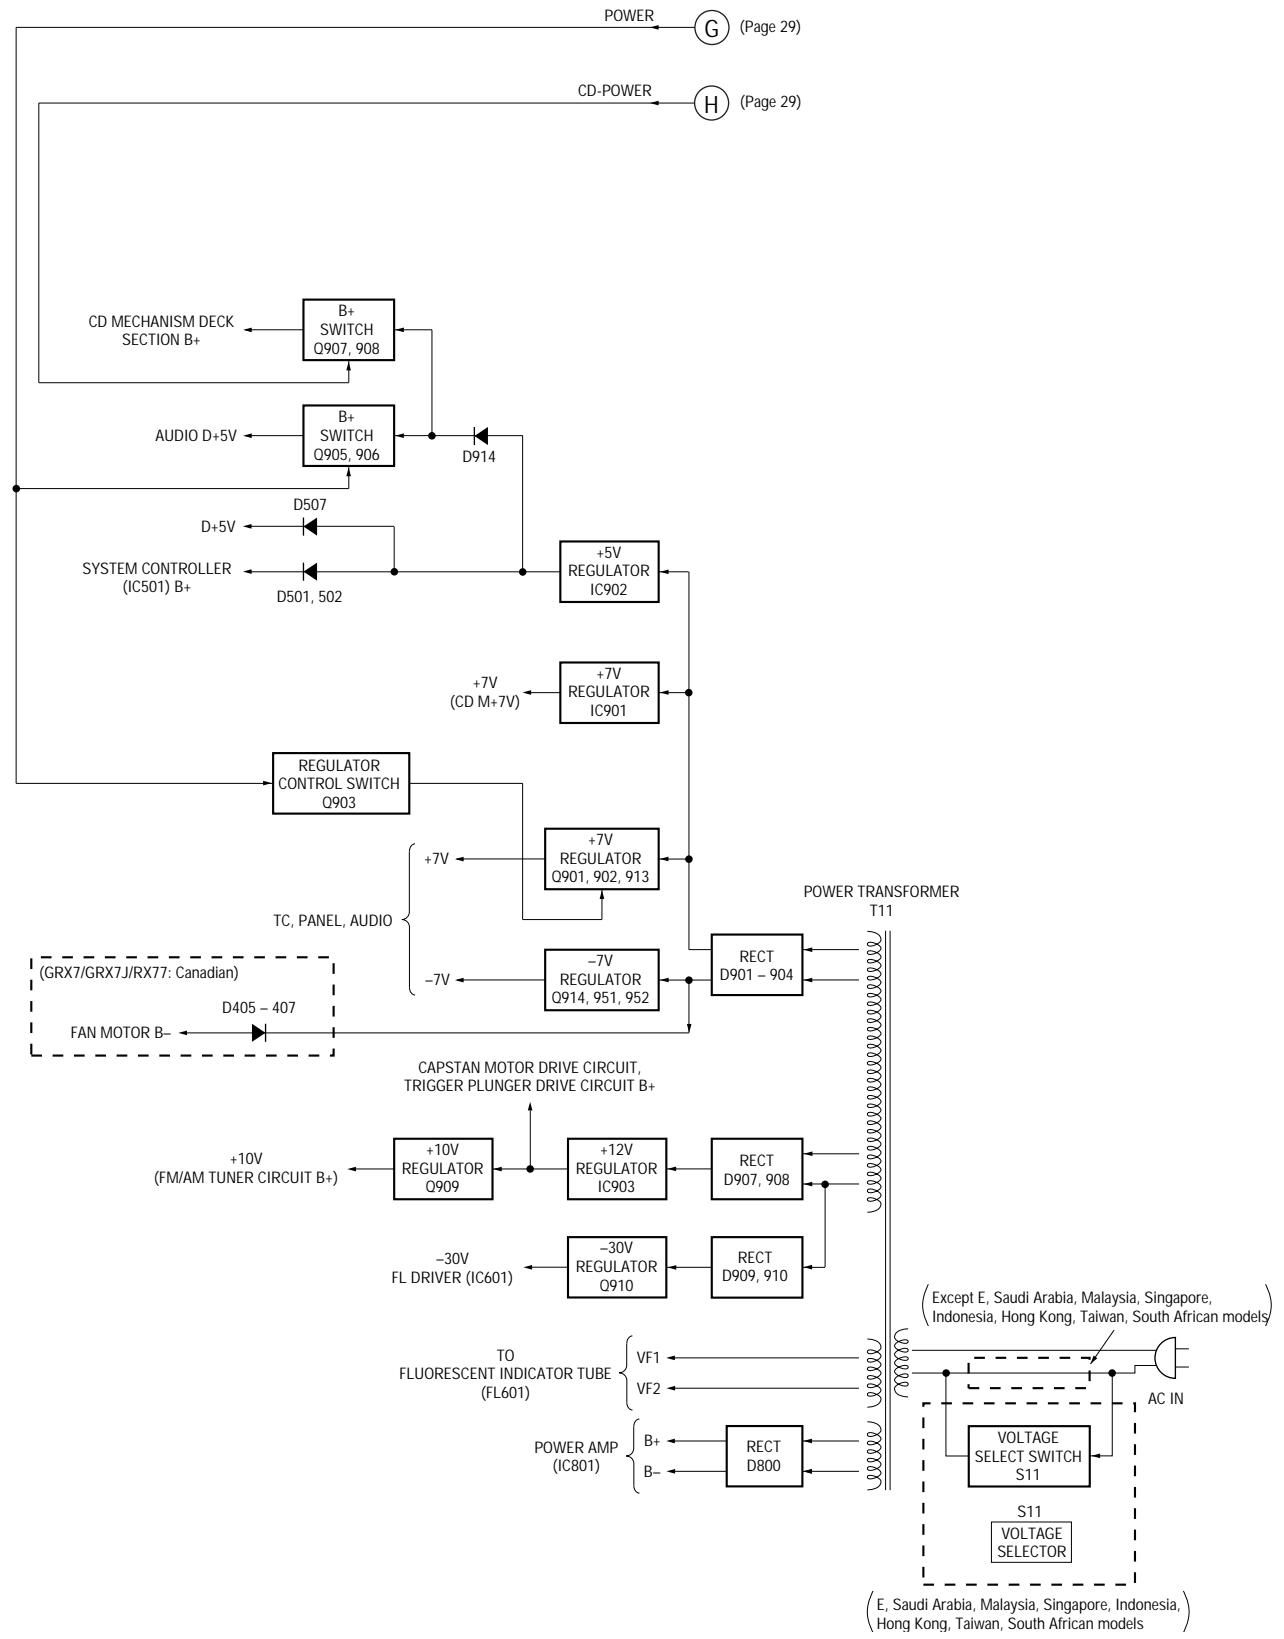 POWER
G
(Page 29)
CD-POWER
H
(Page 29)
B+
SWITCH
Q907, 908
CD MECHANISM DECK
SECTION B+
B+
SWITCH
Q905, 906
AUDIO D+5V
D914
D507
D+5V
SYSTEM CONTROLLER
(IC501) B+
D501, 502
+5V
REGULATOR
IC902
+7V
(CD M+7V)
+7V
REGULATOR
IC901
REGULATOR
CONTROL SWITCH
Q903
+7V
+7V
REGULATOR
Q901, 902, 913
TC, PANEL, AUDIO
POWER TRANSFORMER
T11
RECT
D901 – 904
–7V
–7V
REGULATOR
Q914, 951, 952
(GRX7/GRX7J/RX77: Canadian)
D405 – 407
FAN MOTOR B–
CAPSTAN MOTOR DRIVE CIRCUIT,
TRIGGER PLUNGER DRIVE CIRCUIT B+
+10V
(FM/AM TUNER CIRCUIT B+)
+10V
REGULATOR
Q909
+12V
REGULATOR
IC903
RECT
D907, 908
–30V
FL DRIVER (IC601)
–30V
REGULATOR
Q910
RECT
D909, 910
(Except E, Saudi Arabia, Malaysia, Singapore,
Indonesia, Hong Kong, Taiwan, South African models)
TO
FLUORESCENT INDICATOR TUBE
(FL601)
VF1
VF2
AC IN
POWER AMP
(IC801)
B+
B–
RECT
D800
VOLTAGE
SELECT SWITCH
S11
S11
VOLTAGE
SELECTOR
(E, Saudi Arabia, Malaysia, Singapore, Indonesia,
Hong Kong, Taiwan, South African models)